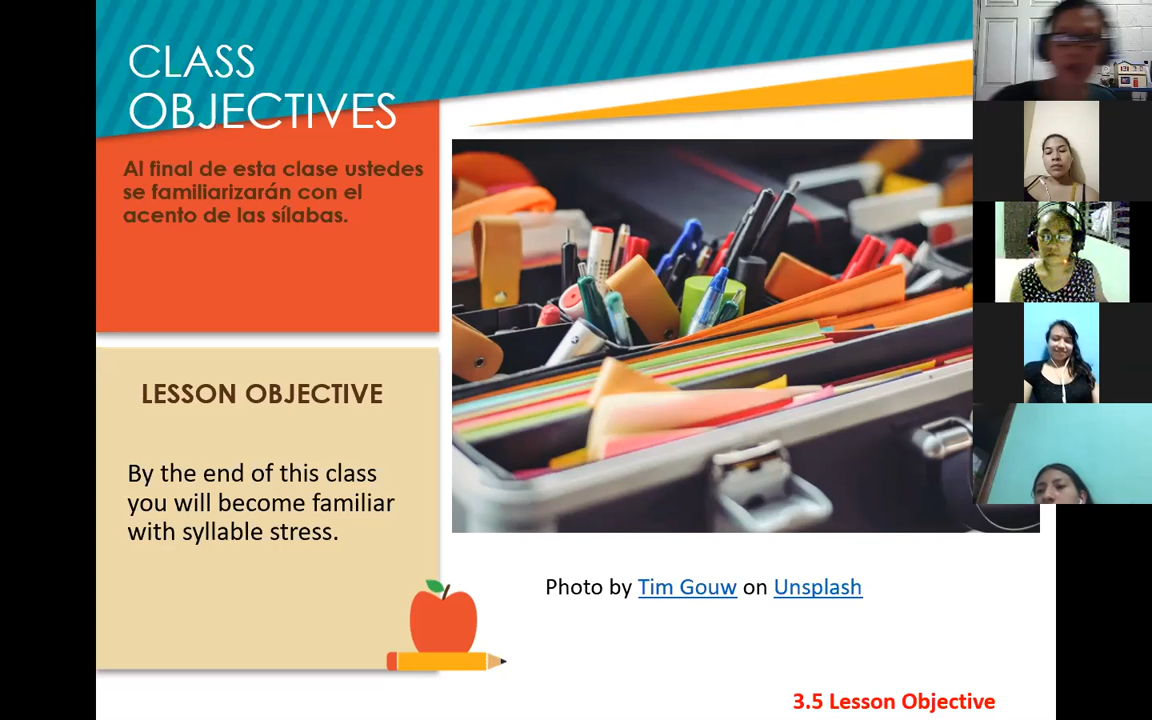 CLASS
OBJECTIVES
Al final de esta clase ustedes
se familiarizarán con el
acento de las sílabas.
LESSON OBJECTIVE
By the end of this class
you will become familiar
with syllable stress.
Photo by Tim Gouw on Unsplash
3.5 Lesson Objective